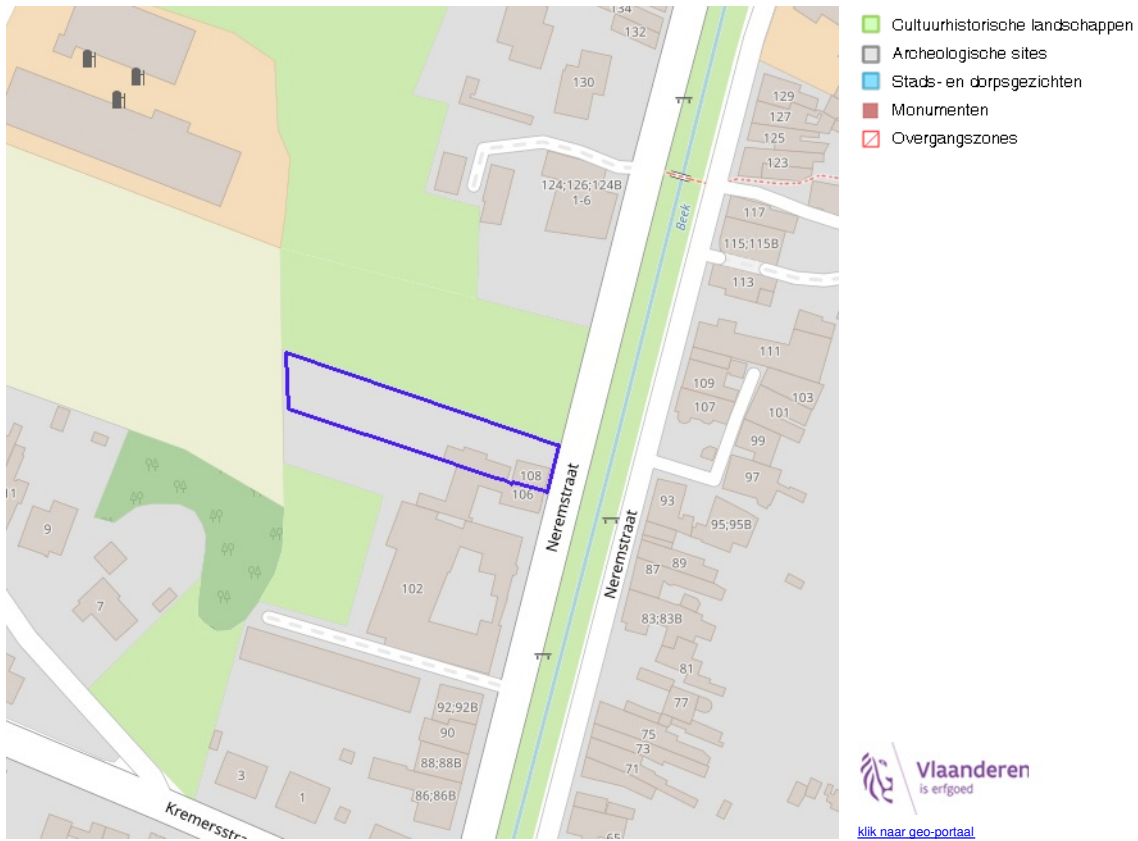 134
132
130
129
127
125
123
124;126;124B
1-6
117
Beek
115;115B
113
111
109
107
103
101
99
97
108
106
Neremstraat
93
95;95B
Neremstraat
89
87
83;83B
102
11
9
7
81
77
75
73
71
65
92;92B
90
88;88B
86;86B
3
1
Kremersstra
Cultuurhistorische landschappen
Archeologische sites
Stads- en dorpsgezichten
Monumenten
Overgangszones
Vlaanderen
is erfgoed
klik naar geo-portaal